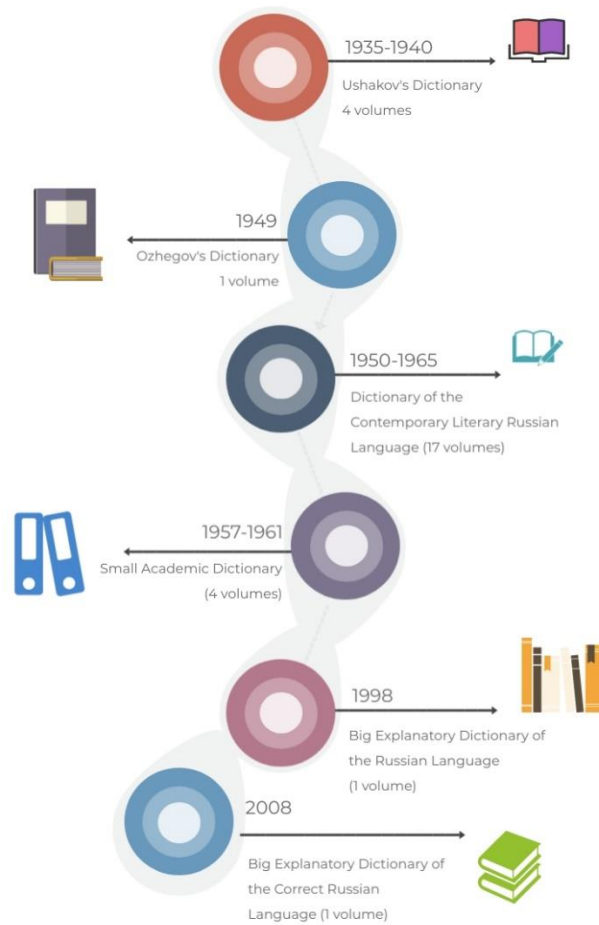 1935-1940
Ushakov's Dictionary
4 volumes
1949
Ozhegov's Dictionary
1 volume
1950-1965
Dictionary of the
Contemporary Literary Russian
Language (17 volumes)
1957-1961
Small Academic Dictionary
(4 volumes)
1998
Big Explanatory Dictionary of
the Russian Language
(1 volume)
2008
Big Explanatory Dictionary of
the Correct Russian
Language (1 volume)